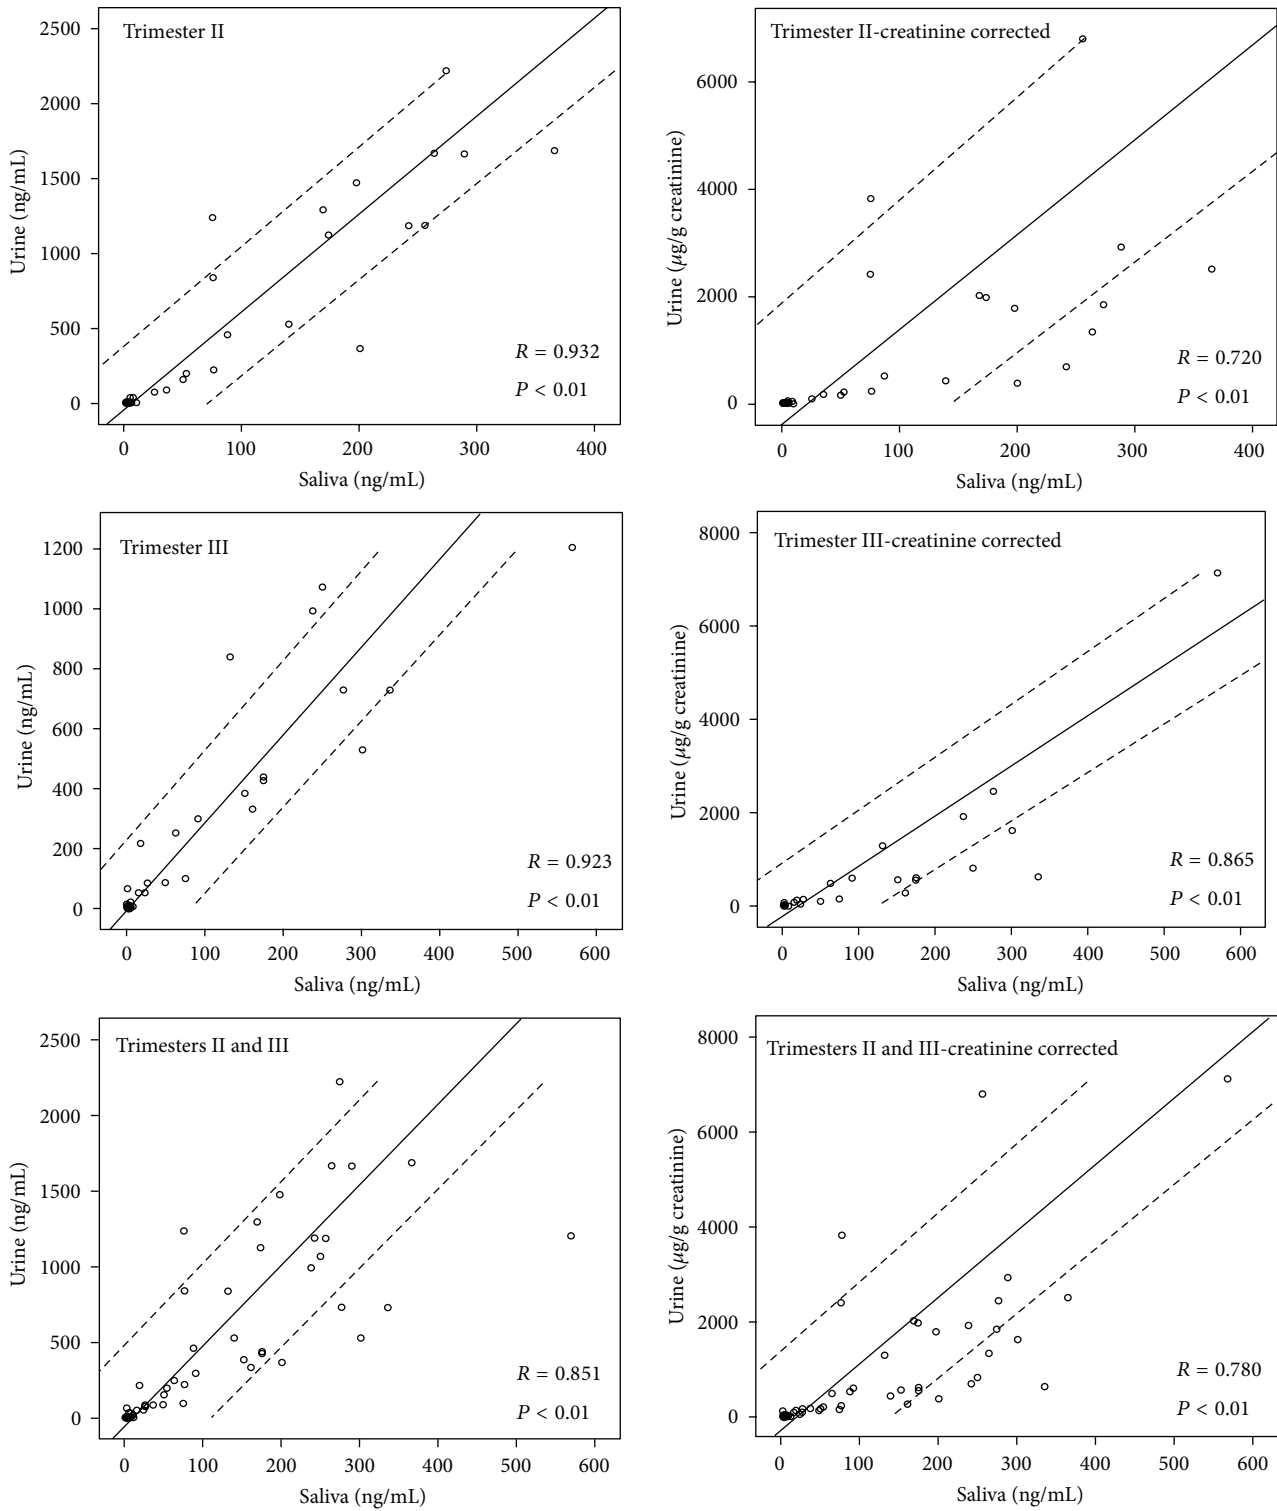 Trimester II
Urine (ng/mL)
2500
2000
1500
1000
500
0
R = 0.932
P < 0.01
0 100 200 300 400
Saliva (ng/mL)
Trimester II-creatinine corrected
Urine (μg/g creatinine)
6000
4000
2000
0
R = 0.720
P < 0.01
0 100 200 300 400
Saliva (ng/mL)
Trimester III
Urine (ng/mL)
1200
1000
800
600
400
200
0
R = 0.923
P < 0.01
0 100 200 300 400 500 600
Saliva (ng/mL)
Trimester III-creatinine corrected
Urine (μg/g creatinine)
8000
6000
4000
2000
0
R = 0.865
P < 0.01
0 100 200 300 400 500 600
Saliva (ng/mL)
Trimesters II and III
Urine (ng/mL)
2500
2000
1500
1000
500
0
R = 0.851
P < 0.01
0 100 200 300 400 500 600
Saliva (ng/mL)
Trimesters II and III-creatinine corrected
Urine (μg/g creatinine)
8000
6000
4000
2000
0
R = 0.780
P < 0.01
0 100 200 300 400 500 600
Saliva (ng/mL)